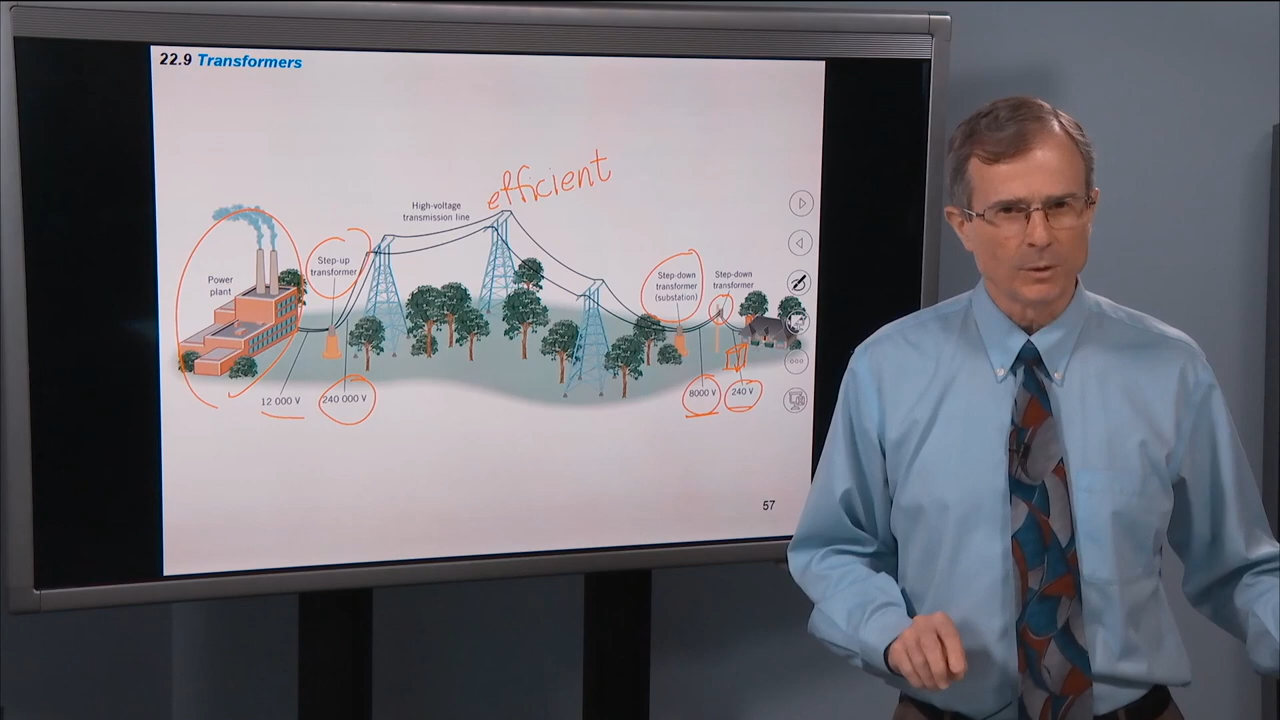 22.9 Transformers
efficient
High-voltage
transmission line
Step-up
transformer
Power
plant
Step-down
transformer
(substation)
Step-down
transformer
12 000 V
240 000 V
8000 V
240 V
57